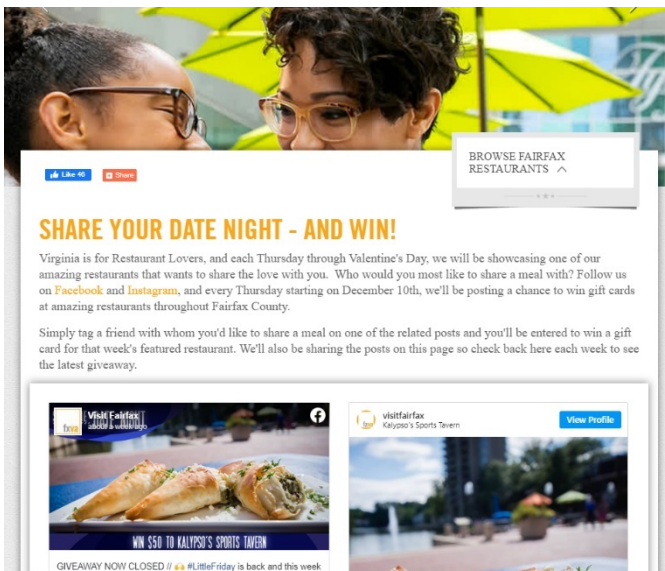 BROWSE FAIRFAX
RESTAURANTS
Like 46
Share
SHARE YOUR DATE NIGHT - AND WIN!
Virginia is for Restaurant Lovers, and each Thursday through Valentine's Day, we will be showcasing one of our
amazing restaurants that wants to share the love with you. Who would you most like to share a meal with? Follow us
on Facebook and Instagram, and every Thursday starting on December 10th, we'll be posting a chance to win gift cards
at amazing restaurants throughout Fairfax County.
Simply tag a friend with whom you'd like to share a meal on one of the related posts and you'll be entered to win a gift
card for that week's featured restaurant. We'll also be sharing the posts on this page so check back here each week to see
the latest giveaway.
fxva
Visit Fairfax
about a week ago
WIN $50 TO KALYPSO'S SPORTS TAVERN
GIVEAWAY NOW CLOSED // 🙌 #LittleFriday is back and this week
visitfairfax
Kalypso's Sports Tavern
View Profile